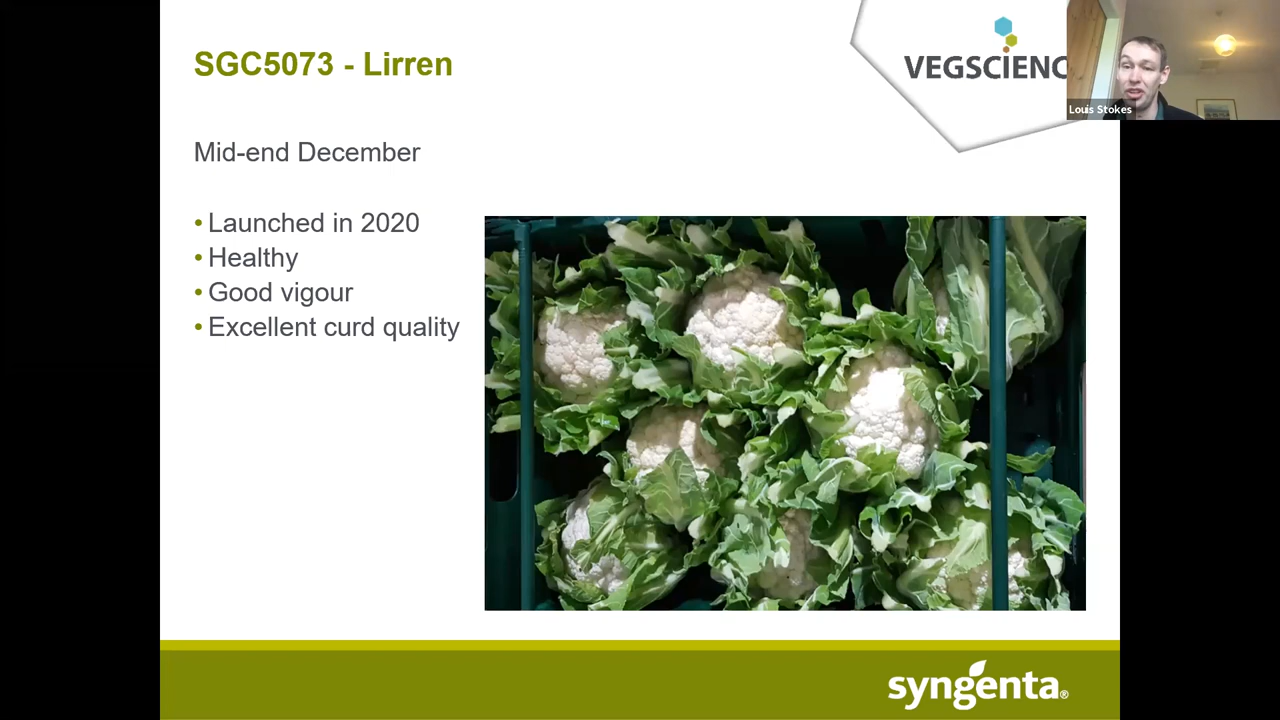 SGC5073 - Lirren
VEGSCIENC
Louis Stokes
Mid-end December
• Launched in 2020
• Healthy
• Good vigour
• Excellent curd quality
syngenta®